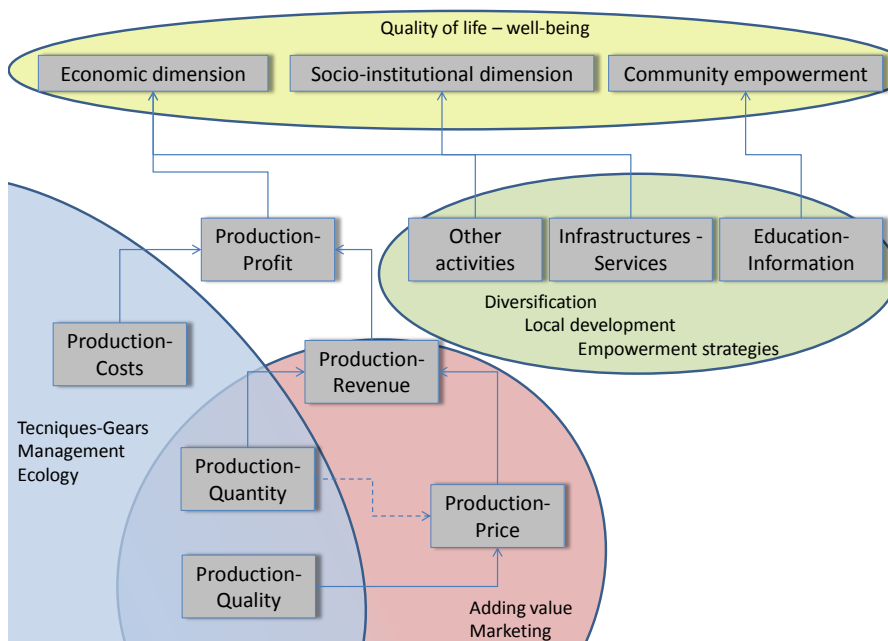 Quality of life – well-being
Economic dimension
Socio-institutional dimension
Community empowerment
Production-
Profit
Other
activities
Infrastructures -
Services
Education-
Information
Diversification
Local development
Empowerment strategies
Production-
Costs
Production-
Revenue
Tecniques-Gears
Management
Ecology
Production-
Quantity
Production-
Price
Production-
Quality
Adding value
Marketing